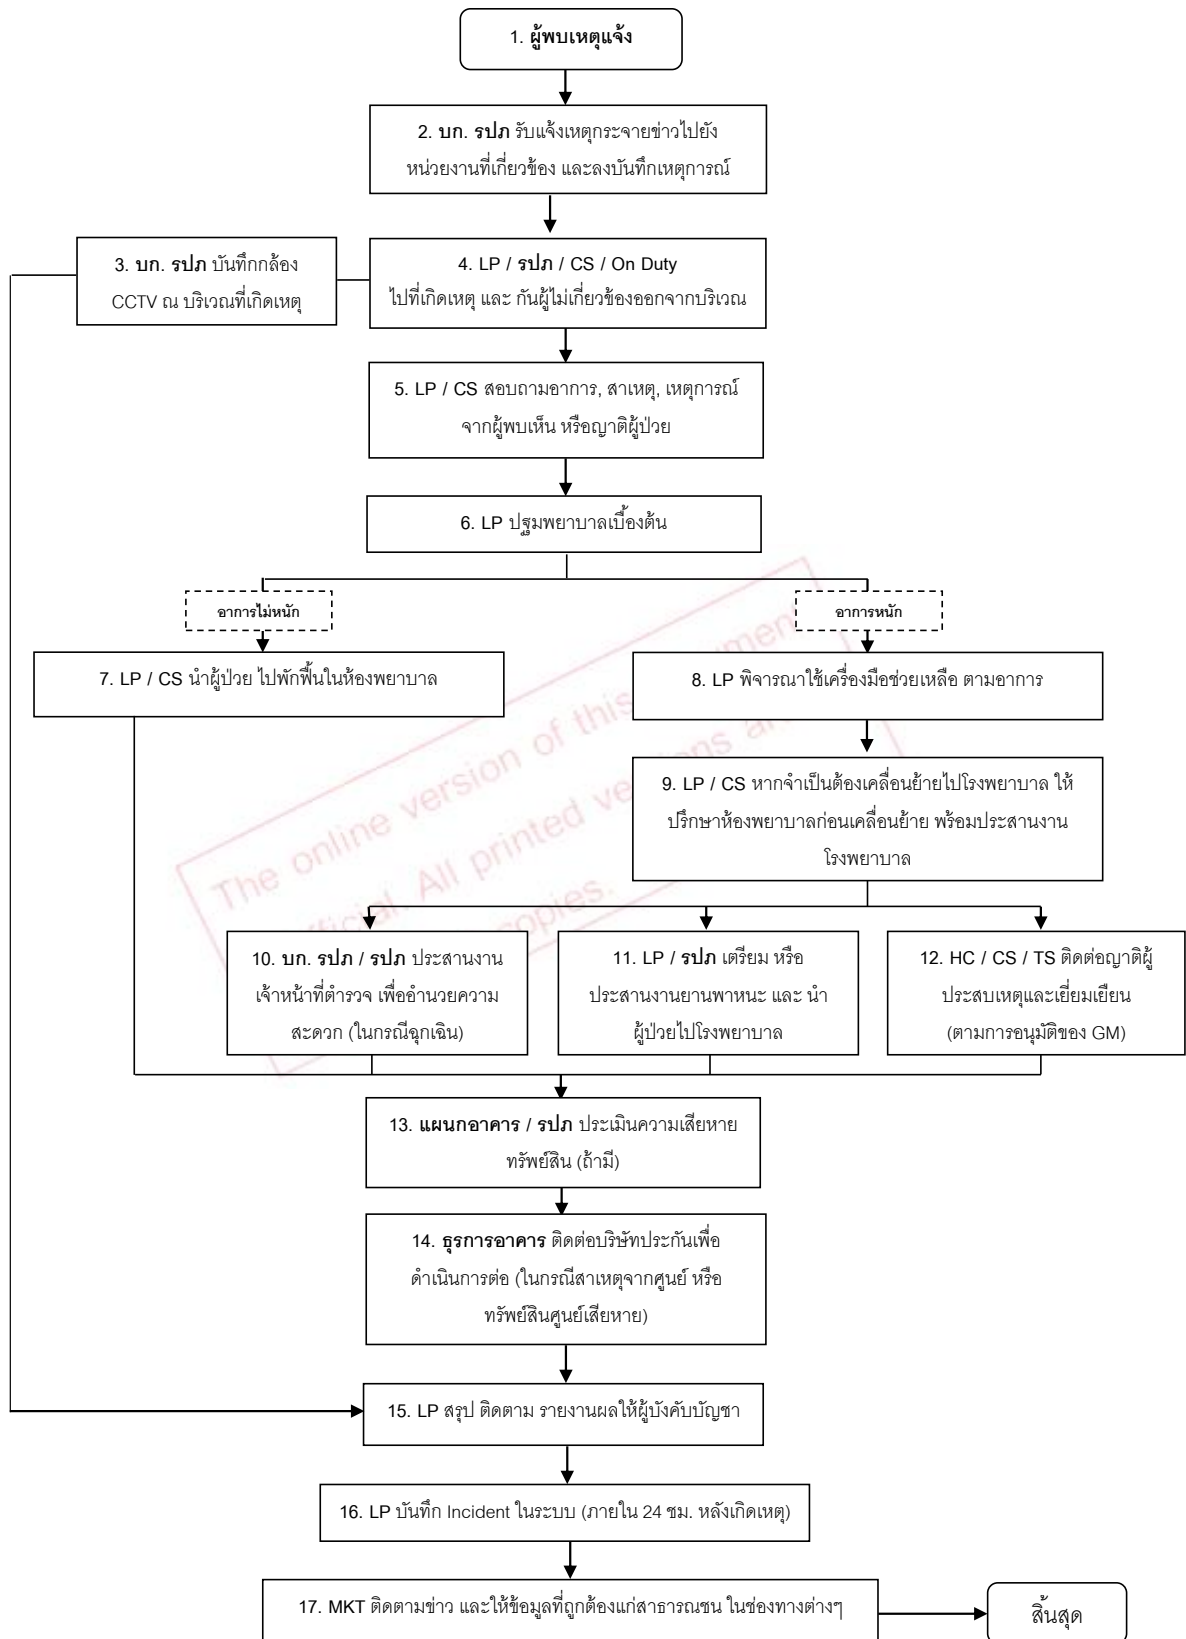 1. ผู้พบเหตุแจ้ง
2. บก. รปภ รับแจ้งเหตุกระจายข่าวไปยัง
หน่วยงานที่เกี่ยวข้อง และลงบันทึกเหตุการณ์
3. บก. รปภ บันทึกกล้อง
CCTV ณ บริเวณที่เกิดเหตุ
4. LP / รปภ / CS / On Duty
ไปที่เกิดเหตุ และ กันผู้ไม่เกี่ยวข้องออกจากบริเวณ
5. LP / CS สอบถามอาการ, สาเหตุ, เหตุการณ์
จากผู้พบเห็น หรือญาติผู้ป่วย
6. LP ปฐมพยาบาลเบื้องต้น
อาการไม่หนัก
อาการหนัก
7. LP / CS นำผู้ป่วย ไปพักฟื้นในห้องพยาบาล
8. LP พิจารณาใช้เครื่องมือช่วยเหลือ ตามอาการ
9. LP / CS หากจำเป็นต้องเคลื่อนย้ายไปโรงพยาบาล ให้
ปรึกษาห้องพยาบาลก่อนเคลื่อนย้าย พร้อมประสานงาน
โรงพยาบาล
The online version of this
All printed
copies.
10. บก. รปภ / รปภ ประสานงาน
เจ้าหน้าที่ตำรวจ เพื่ออำนวยความ
สะดวก (ในกรณีฉุกเฉิน)
11. LP / รปภ เตรียม หรือ
ประสานงานยานพาหนะ และ นำ
ผู้ป่วยไปโรงพยาบาล
12. HC / CS / TS ติดต่อญาติผู้
ประสบเหตุและเยี่ยมเยียน
(ตามการอนุมัติของ GM)
13. แผนกอาคาร / รปภ ประเมินความเสียหาย
ทรัพย์สิน (ถ้ามี)
14. ธุรการอาคาร ติดต่อบริษัทประกันเพื่อ
ดำเนินการต่อ (ในกรณีสาเหตุจากศูนย์ หรือ
ทรัพย์สินศูนย์เสียหาย)
15. LP สรุป ติดตาม รายงานผลให้ผู้บังคับบัญชา
16. LP บันทึก Incident ในระบบ (ภายใน 24 ชม. หลังเกิดเหตุ)
17. MKT ติดตามข่าว และให้ข้อมูลที่ถูกต้องแก่สาธารณชน ในช่องทางต่างๆ
สิ้นสุด